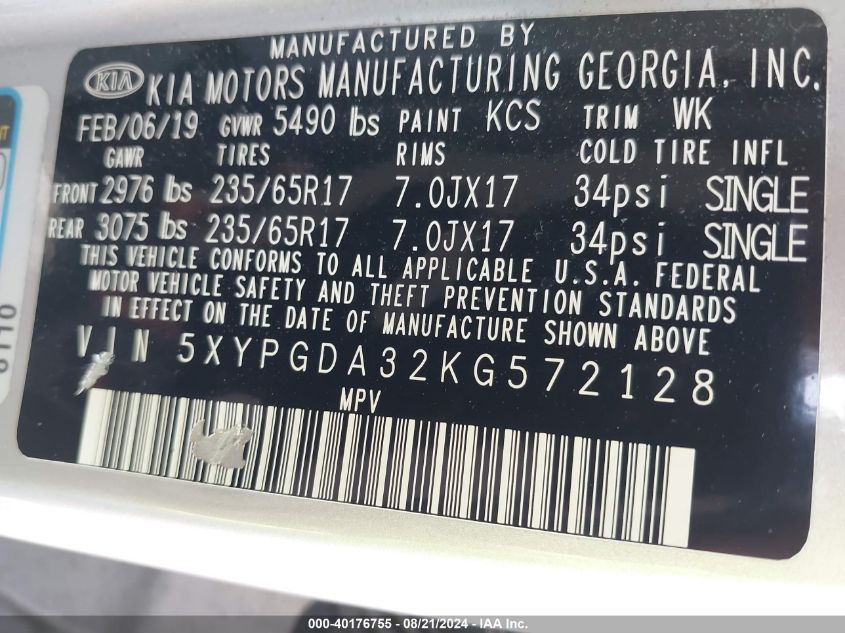 MANUFACTURED BY
KIA KIA MOTORS MANUFACTURING GEORGIA, INC.
FEB/06/19 GVWR 5490 lbs PAINT KCS TRIM WK
GAWR TIRES RIMS COLD TIRE INFL
FRONT 2976 lbs 235/65R17 7.0JX17 34psi SINGLE
REAR 3075 lbs 235/65R17 7.0JX17 34psi SINGLE
THIS VEHICLE CONFORMS TO ALL APPLICABLE U.S.A. FEDERAL
MOTOR VEHICLE SAFETY AND THEFT PREVENTION STANDARDS
IN EFFECT ON THE DATE OF MANUFACTURE SHOWN ABOVE
VIN 5XYPGDA32KG572128
MPV
000-40176755 - 08/21/2024 - IAA Inc.